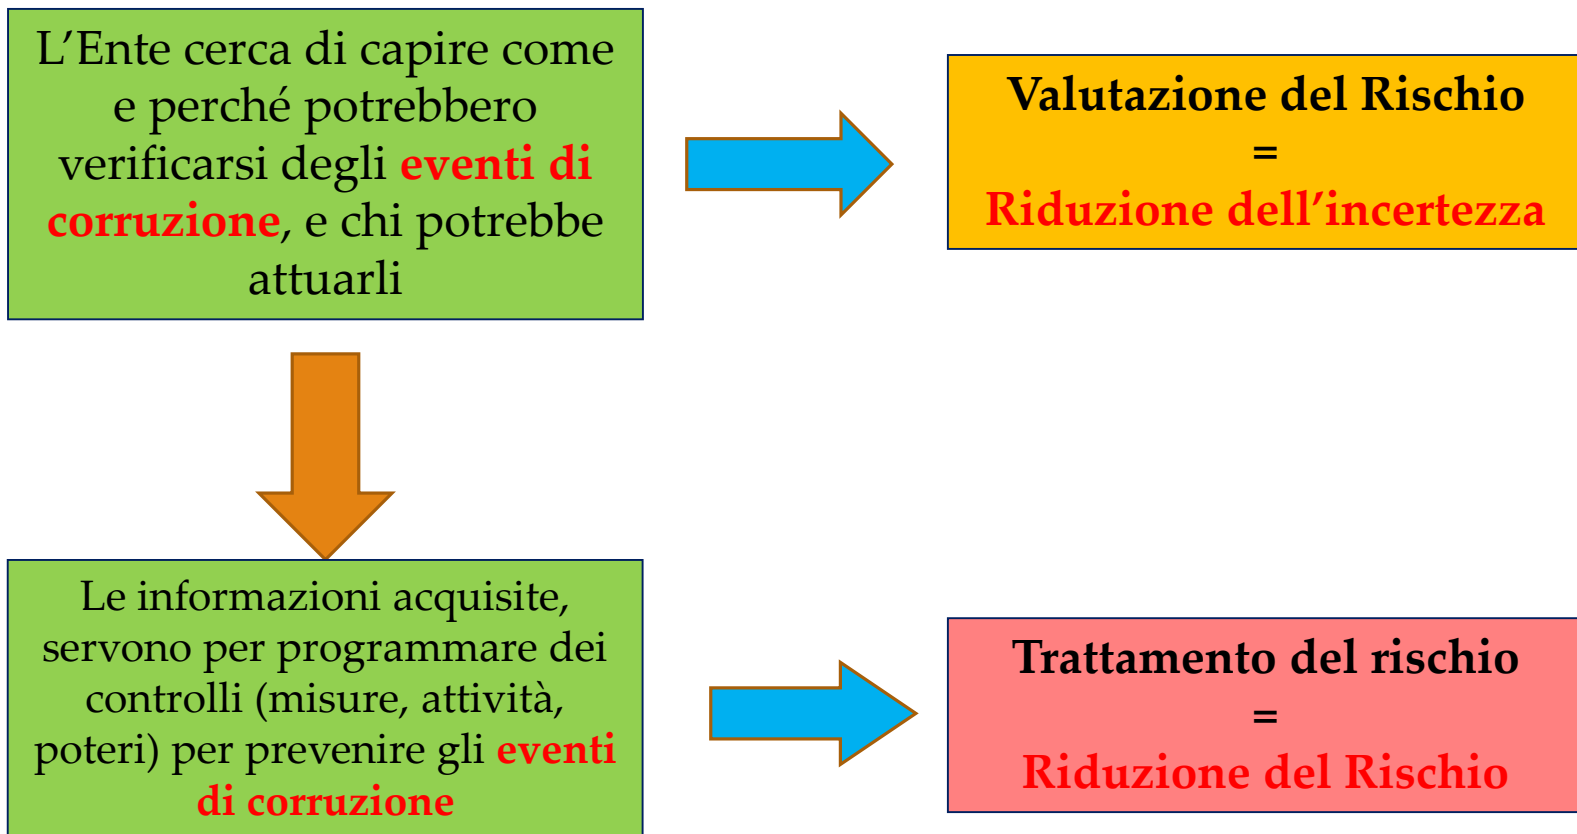 L’Ente cerca di capire come
e perché potrebbero
verificarsi degli eventi di
corruzione, e chi potrebbe
attuarli
Valutazione del Rischio
=
Riduzione dell’incertezza
Le informazioni acquisite,
servono per programmare dei
controlli (misure, attività,
poteri) per prevenire gli eventi
di corruzione
Trattamento del rischio
=
Riduzione del Rischio